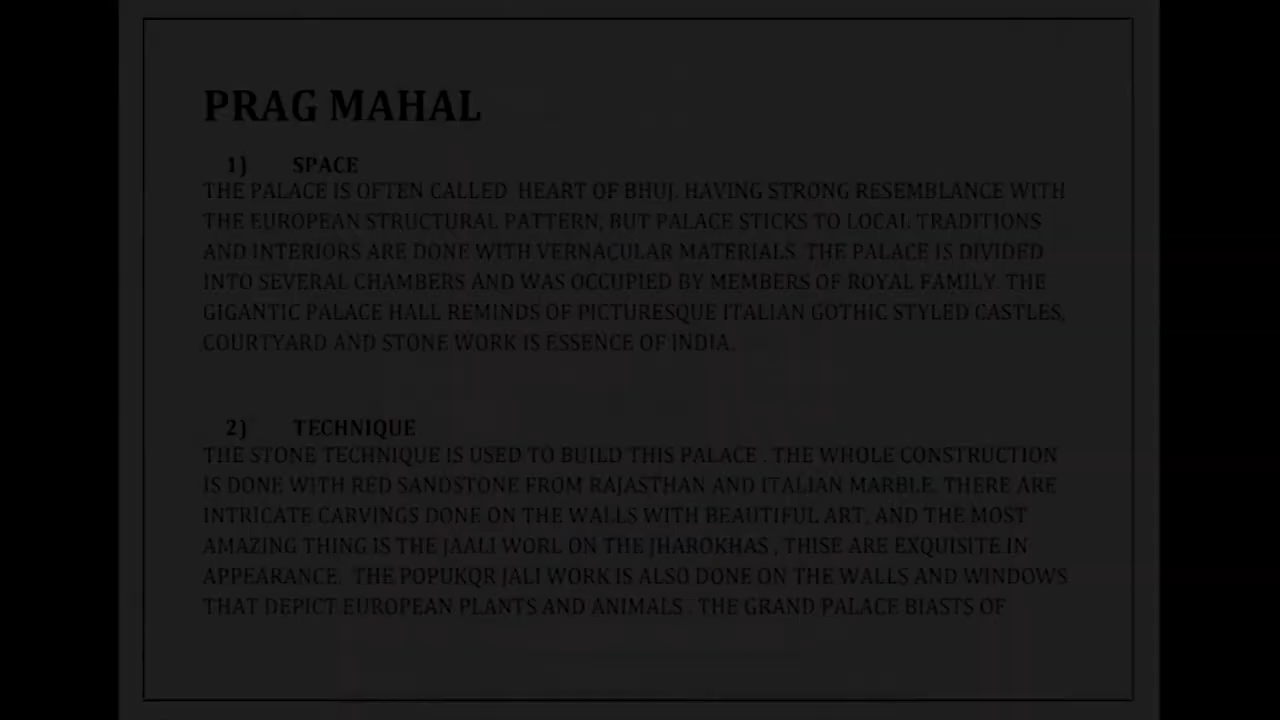 PRAG MAHAL
1) SPACE
THE PALACE IS OFTEN CALLED HEART OF BHUJ. HAVING STRONG RESEMBLANCE WITH
THE EUROPEAN STRUCTURAL PATTERN, BUT PALACE STICKS TO LOCAL TRADITIONS
AND INTERIORS ARE DONE WITH VERNACULAR MATERIALS. THE PALACE IS DIVIDED
INTO SEVERAL CHAMBERS AND WAS OCCUPIED BY MEMBERS OF ROYAL FAMILY. THE
GIGANTIC PALACE HALL REMINDS OF PICTURESQUE ITALIAN GOTHIC STYLED CASTLES,
COURTYARD AND STONE WORK IS ESSENCE OF INDIA.
2) TECHNIQUE
THE STONE TECHNIQUE IS USED TO BUILD THIS PALACE . THE WHOLE CONSTRUCTION
IS DONE WITH RED SANDSTONE FROM RAJASTHAN AND ITALIAN MARBLE. THERE ARE
INTRICATE CARVINGS DONE ON THE WALLS WITH BEAUTIFUL ART, AND THE MOST
AMAZING THING IS THE JAALI WORL ON THE JHAROKHAS , THISE ARE EXQUISITE IN
APPEARANCE. THE POPUKQR JALI WORK IS ALSO DONE ON THE WALLS AND WINDOWS
THAT DEPICT EUROPEAN PLANTS AND ANIMALS . THE GRAND PALACE BIASTS OF